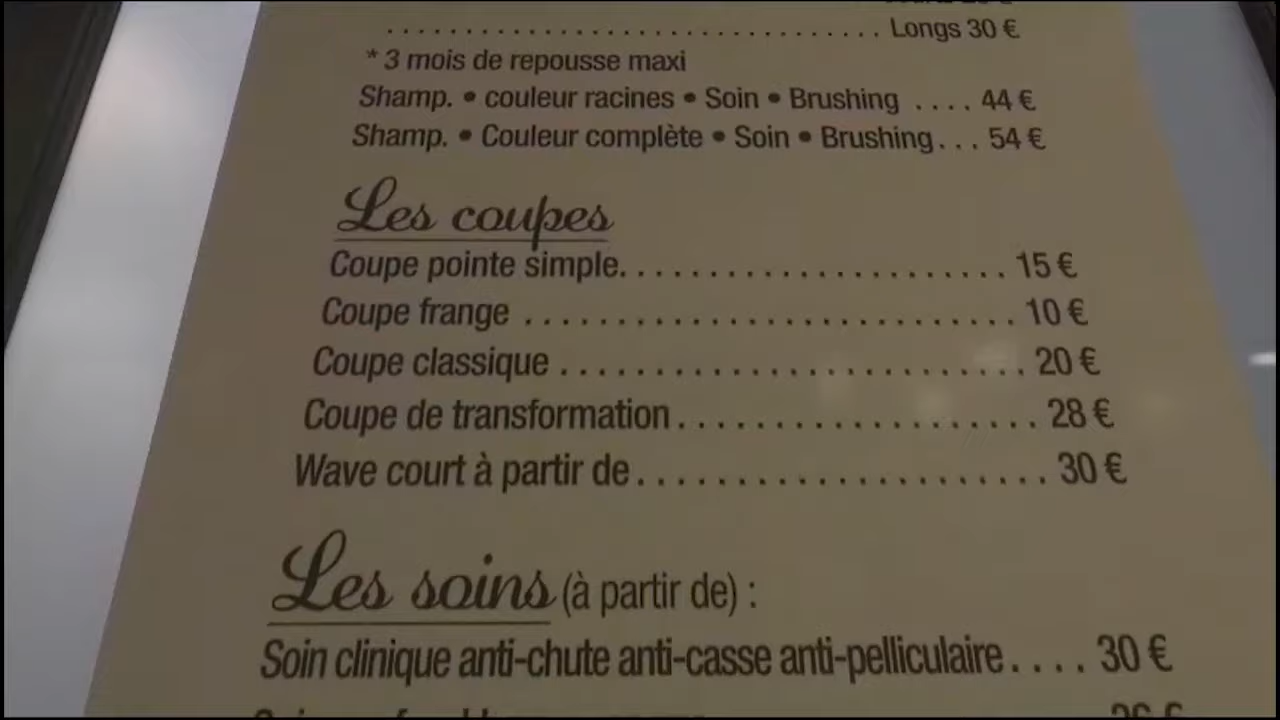 ................................ Longs 30 €
* 3 mois de repousse maxi
Shamp. • couleur racines • Soin • Brushing .... 44 €
Shamp. • Couleur complète • Soin • Brushing... 54 €
Les coupes
Coupe pointe simple....................... 15 €
Coupe frange .......................... 10 €
Coupe classique ........................ 20 €
Coupe de transformation................... 28 €
Wave court à partir de..................... 30 €
Les soins (à partir de) :
Soin clinique anti-chute anti-casse anti-pelliculaire.... 30 €